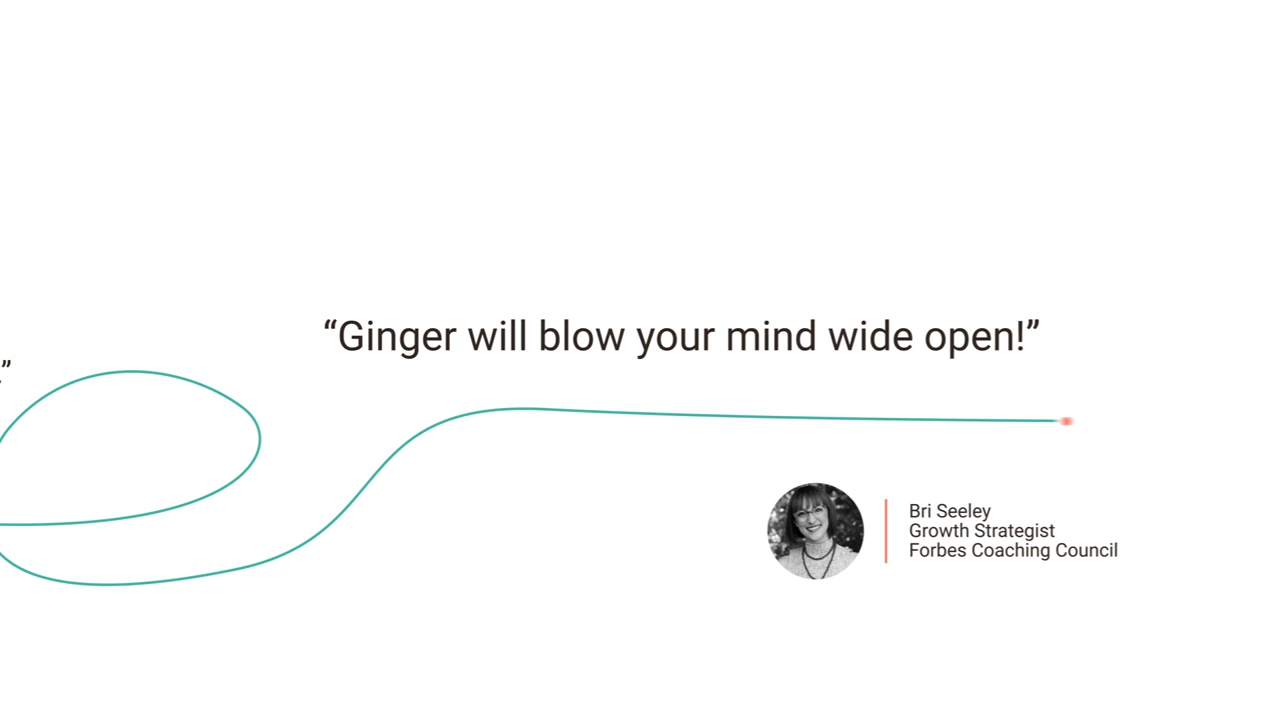 “Ginger will blow your mind wide open!”
.”
Bri Seeley
Growth Strategist
Forbes Coaching Council